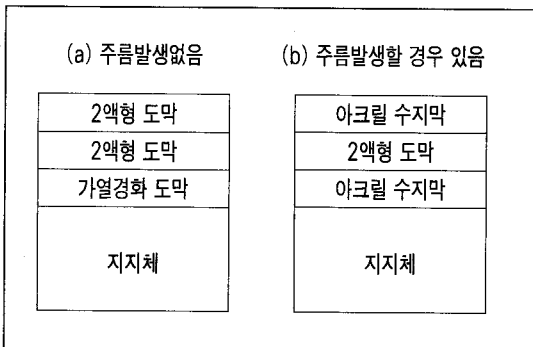 (a) 주름발생없음
2액형 도막
2액형 도막
가열경화 도막
지지체
(b) 주름발생할 경우 있음
아크릴 수지막
2액형 도막
아크릴 수지막
지지체